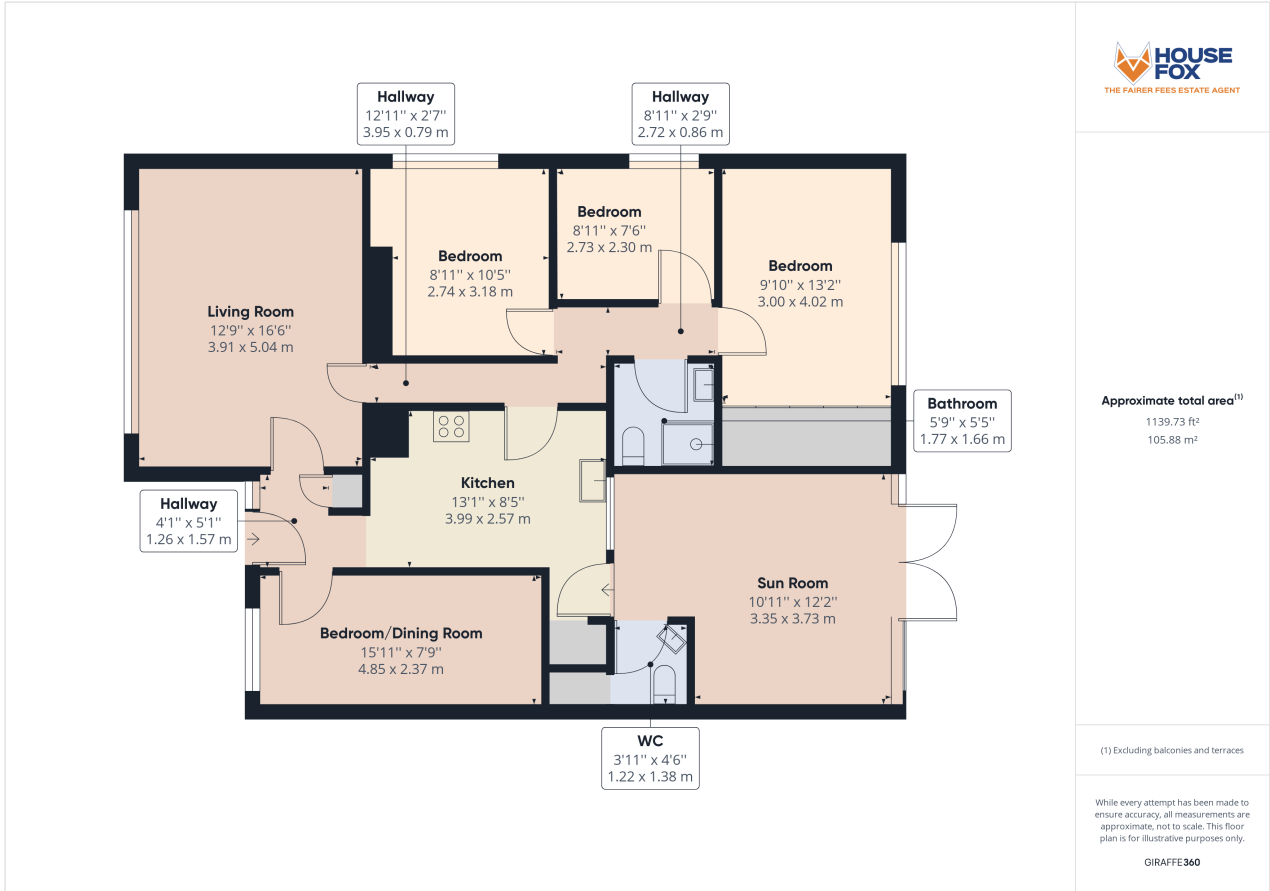 HOUSE
FOX
THE FAIRER FEES ESTATE AGENT
Hallway
12'11'' x 2'7''
3.95 x 0.79 m
Hallway
8'11'' x 2'9''
2.72 x 0.86 m
Bedroom
8'11'' x 7'6''
2.73 x 2.30 m
Bedroom
8'11'' x 10'5''
2.74 x 3.18 m
Bedroom
9'10'' x 13'2''
3.00 x 4.02 m
Living Room
12'9'' x 16'6''
3.91 x 5.04 m
Bathroom
5'9'' x 5'5''
1.77 x 1.66 m
Kitchen
13'1'' x 8'5''
3.99 x 2.57 m
Hallway
4'1'' x 5'1''
1.26 x 1.57 m
Sun Room
10'11'' x 12'2''
3.35 x 3.73 m
Bedroom/Dining Room
15'11'' x 7'9''
4.85 x 2.37 m
WC
3'11'' x 4'6''
1.22 x 1.38 m
Approximate total area(1)
1139.73 ft²
105.88 m²
(1) Excluding balconies and terraces
While every attempt has been made to
ensure accuracy, all measurements are
approximate, not to scale. This floor
plan is for illustrative purposes only.
GIRAFFE360